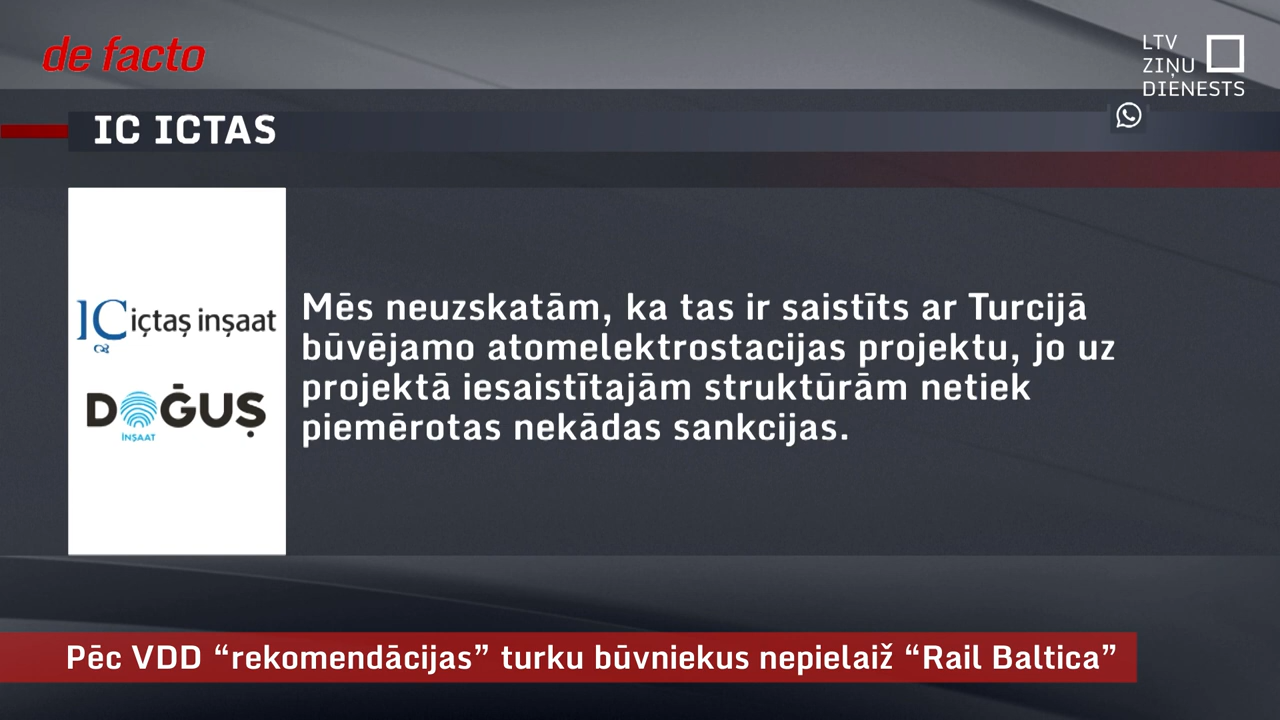 de facto
LTV
ZIŅU
DIENESTS
IC ICTAS
IC içtaş inşaat
DOĞUŞ
İNŞAAT
Mēs neuzskatām, ka tas ir saistīts ar Turcijā
būvējamo atomelektrostacijas projektu, jo uz
projektā iesaistītajām struktūrām netiek
piemērotas nekādas sankcijas.
Pēc VDD “rekomendācijas” turku būvniekus nepielaiž “Rail Baltica”